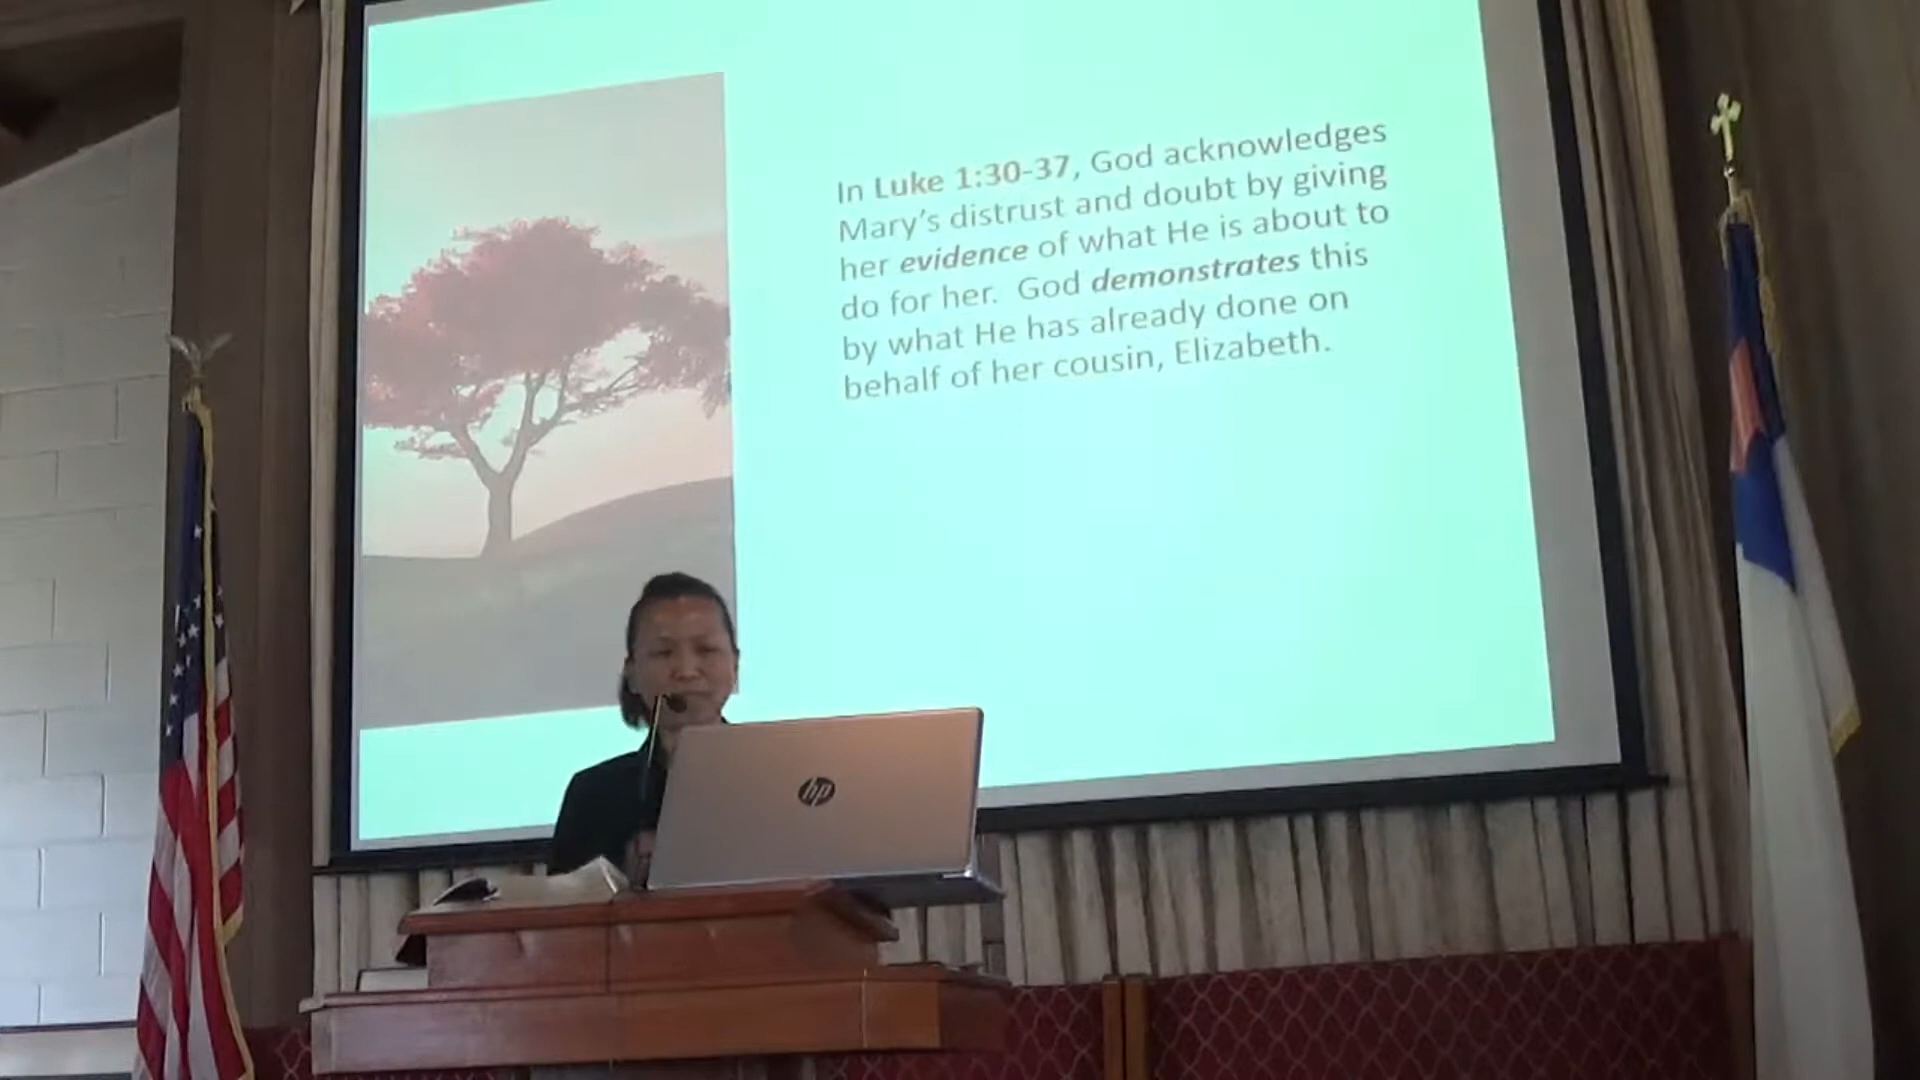 In Luke 1:30-37, God acknowledges
Mary’s distrust and doubt by giving
her evidence of what He is about to
do for her.  God demonstrates this
by what He has already done on
behalf of her cousin, Elizabeth.
hp